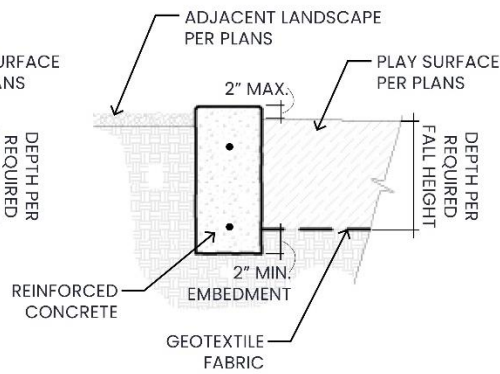 ADJACENT LANDSCAPE
PER PLANS
PLAY SURFACE
PER PLANS
2" MAX.
DEPTH PER
REQUIRED
FALL HEIGHT
DEPTH PER
REQUIRED
2" MIN.
EMBEDMENT
REINFORCED
CONCRETE
GEOTEXTILE
FABRIC